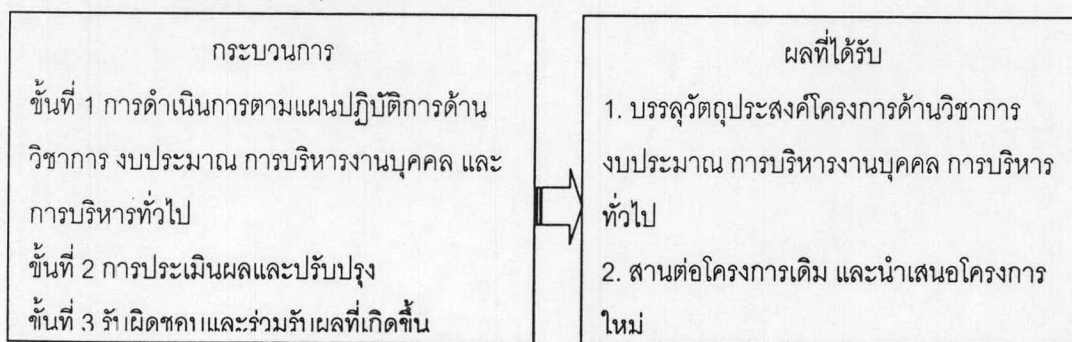 กระบวนการ
ขั้นที่ 1 การดำเนินการตามแผนปฏิบัติการด้าน
วิชาการ งบประมาณ การบริหารงานบุคคล และ
การบริหารทั่วไป
ขั้นที่ 2 การประเมินผลและปรับปรุง
ขั้นที่ 3 รับผิดชอบและร่วมรับผลที่เกิดขึ้น
ผลที่ได้รับ
1. บรรลุวัตถุประสงค์โครงการด้านวิชาการ
งบประมาณ การบริหารงานบุคคล การบริหาร
ทั่วไป
2. สานต่อโครงการเดิม และนำเสนอโครงการ
ใหม่